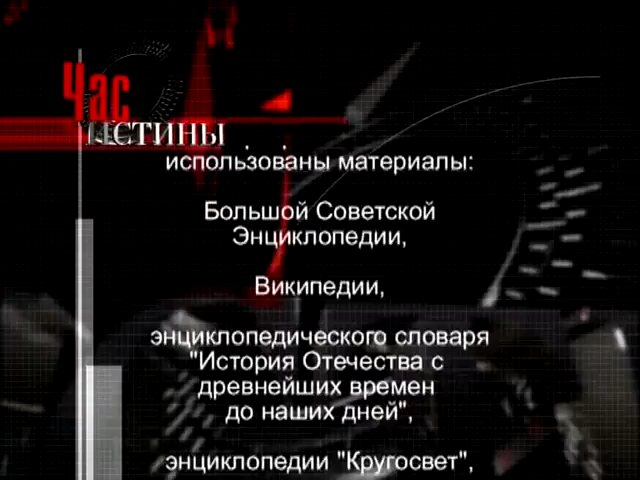 Час
ИСТИНЫ
использованы материалы:
Большой Советской
Энциклопедии,
Википедии,
энциклопедического словаря
"История Отечества с
древнейших времен
до наших дней",
энциклопедии "Кругосвет",